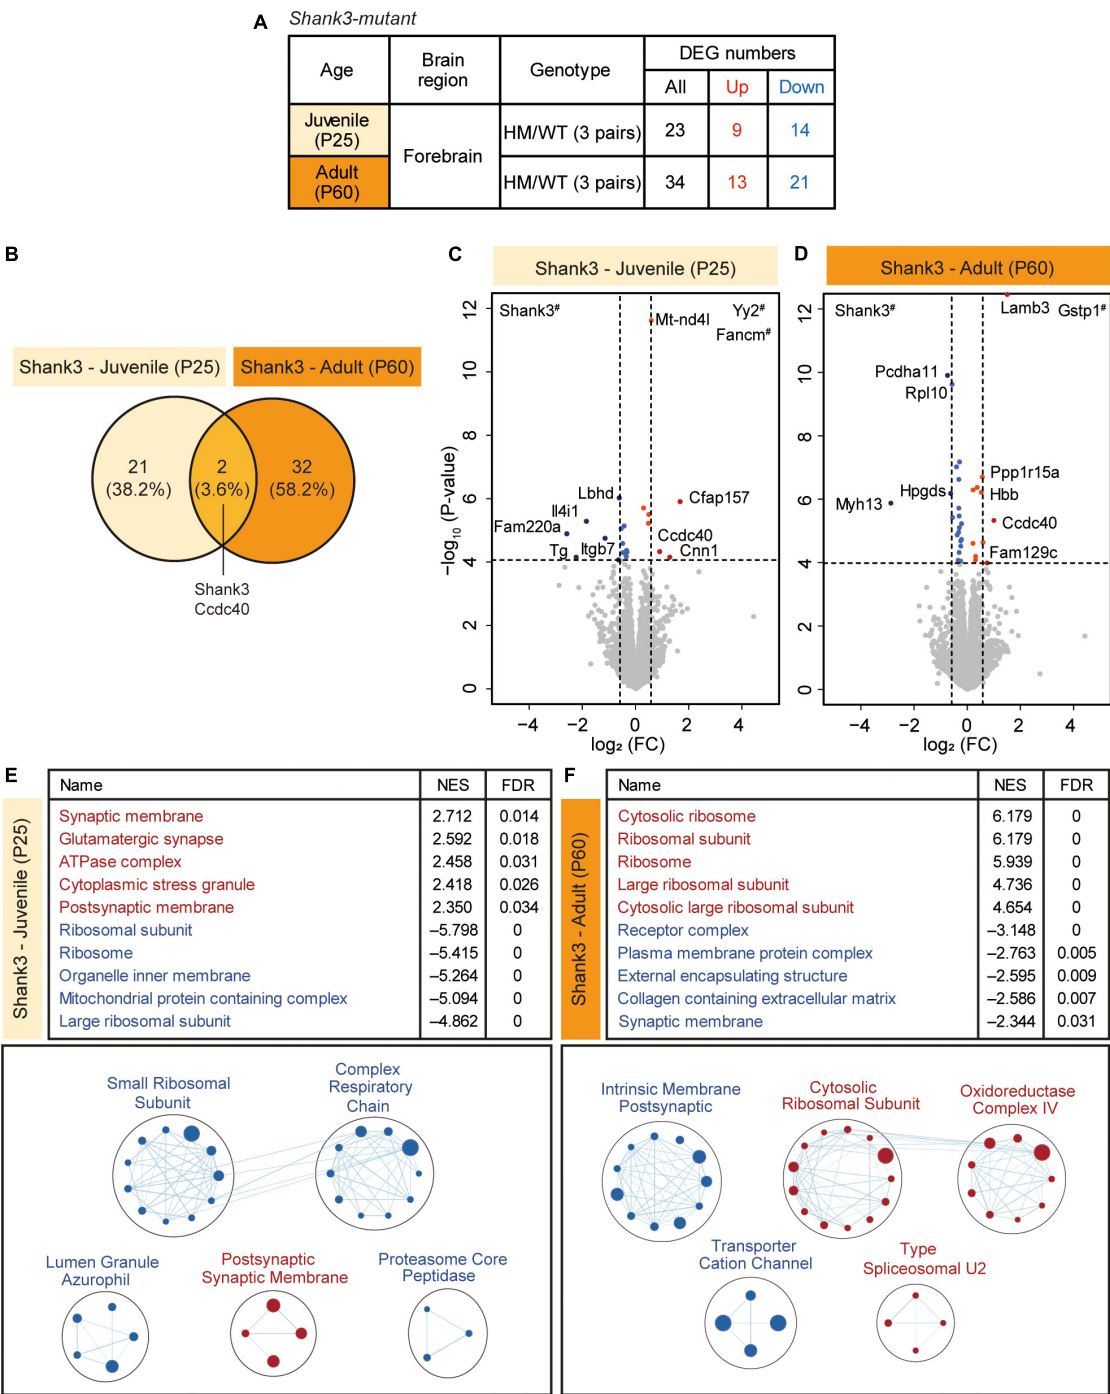 A
Shank3-mutant
Age
Brain
region
Genotype
DEG numbers
All
Up
Down
Juvenile
(P25)
Forebrain
HM/WT (3 pairs)
23
9
14
Adult
(P60)
HM/WT (3 pairs)
34
13
21
B
Shank3 - Juvenile (P25)
Shank3 - Adult (P60)
21
(38.2%)
2
(3.6%)
32
(58.2%)
Shank3
Ccdc40
C
Shank3 - Juvenile (P25)
Shank3#
Yy2#
Fancm#
Mt-nd4l
Lbhd
Cfap157
Il4i1
Fam220a
Ccdc40
Tg
Itgb7
Cnn1
12
10
8
6
4
2
0
−log10 (P-value)
−4
−2
0
2
4
log2 (FC)
D
Shank3 - Adult (P60)
Shank3#
Lamb3
Gstp1#
Pcdha11
Rpl10
Ppp1r15a
Hpgds
Hbb
Myh13
Ccdc40
Fam129c
12
10
8
6
4
2
0
−4
−2
0
2
4
log2 (FC)
E
Shank3 - Juvenile (P25)
Name NES FDR
Synaptic membrane 2.712 0.014
Glutamatergic synapse 2.592 0.018
ATPase complex 2.458 0.031
Cytoplasmic stress granule 2.418 0.026
Postsynaptic membrane 2.350 0.034
Ribosomal subunit −5.798 0
Ribosome −5.415 0
Organelle inner membrane −5.264 0
Mitochondrial protein containing complex −5.094 0
Large ribosomal subunit −4.862 0
Small Ribosomal
Subunit
Complex
Respiratory
Chain
Lumen Granule
Azurophil
Postsynaptic
Synaptic Membrane
Proteasome Core
Peptidase
F
Shank3 - Adult (P60)
Name NES FDR
Cytosolic ribosome 6.179 0
Ribosomal subunit 6.179 0
Ribosome 5.939 0
Large ribosomal subunit 4.736 0
Cytosolic large ribosomal subunit 4.654 0
Receptor complex −3.148 0
Plasma membrane protein complex −2.763 0.005
External encapsulating structure −2.595 0.009
Collagen containing extracellular matrix −2.586 0.007
Synaptic membrane −2.344 0.031
Intrinsic Membrane
Postsynaptic
Cytosolic
Ribosomal Subunit
Oxidoreductase
Complex IV
Transporter
Cation Channel
Type
Spliceosomal U2